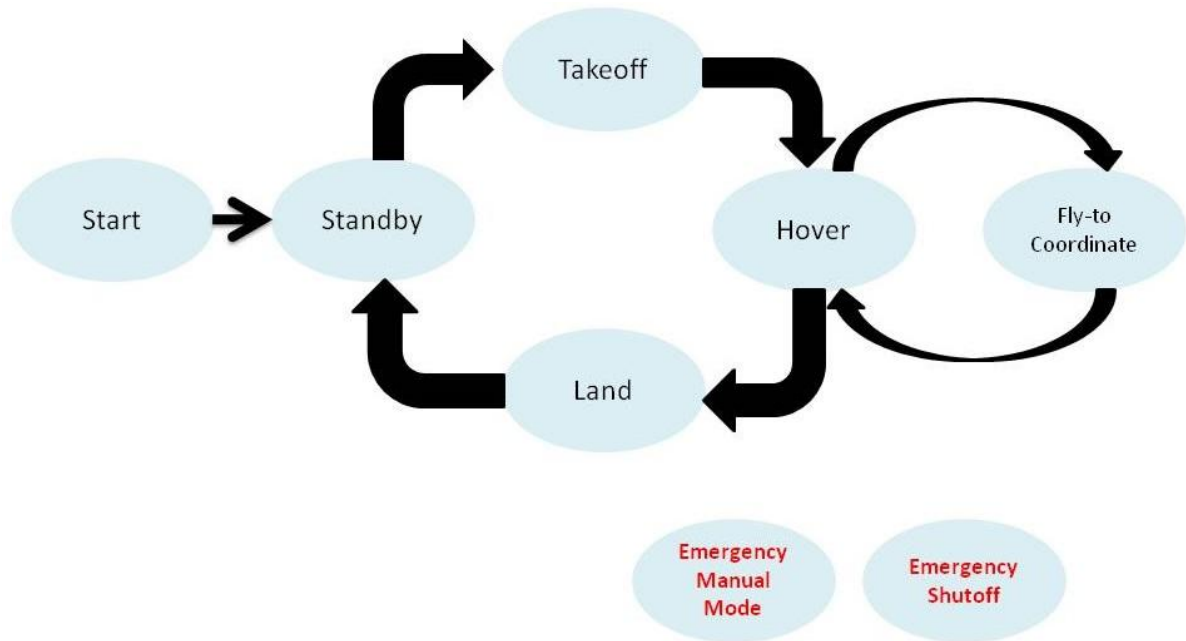 Takeoff
Start
Standby
Hover
Fly-to
Coordinate
Land
Emergency
Manual
Mode
Emergency
Shutoff